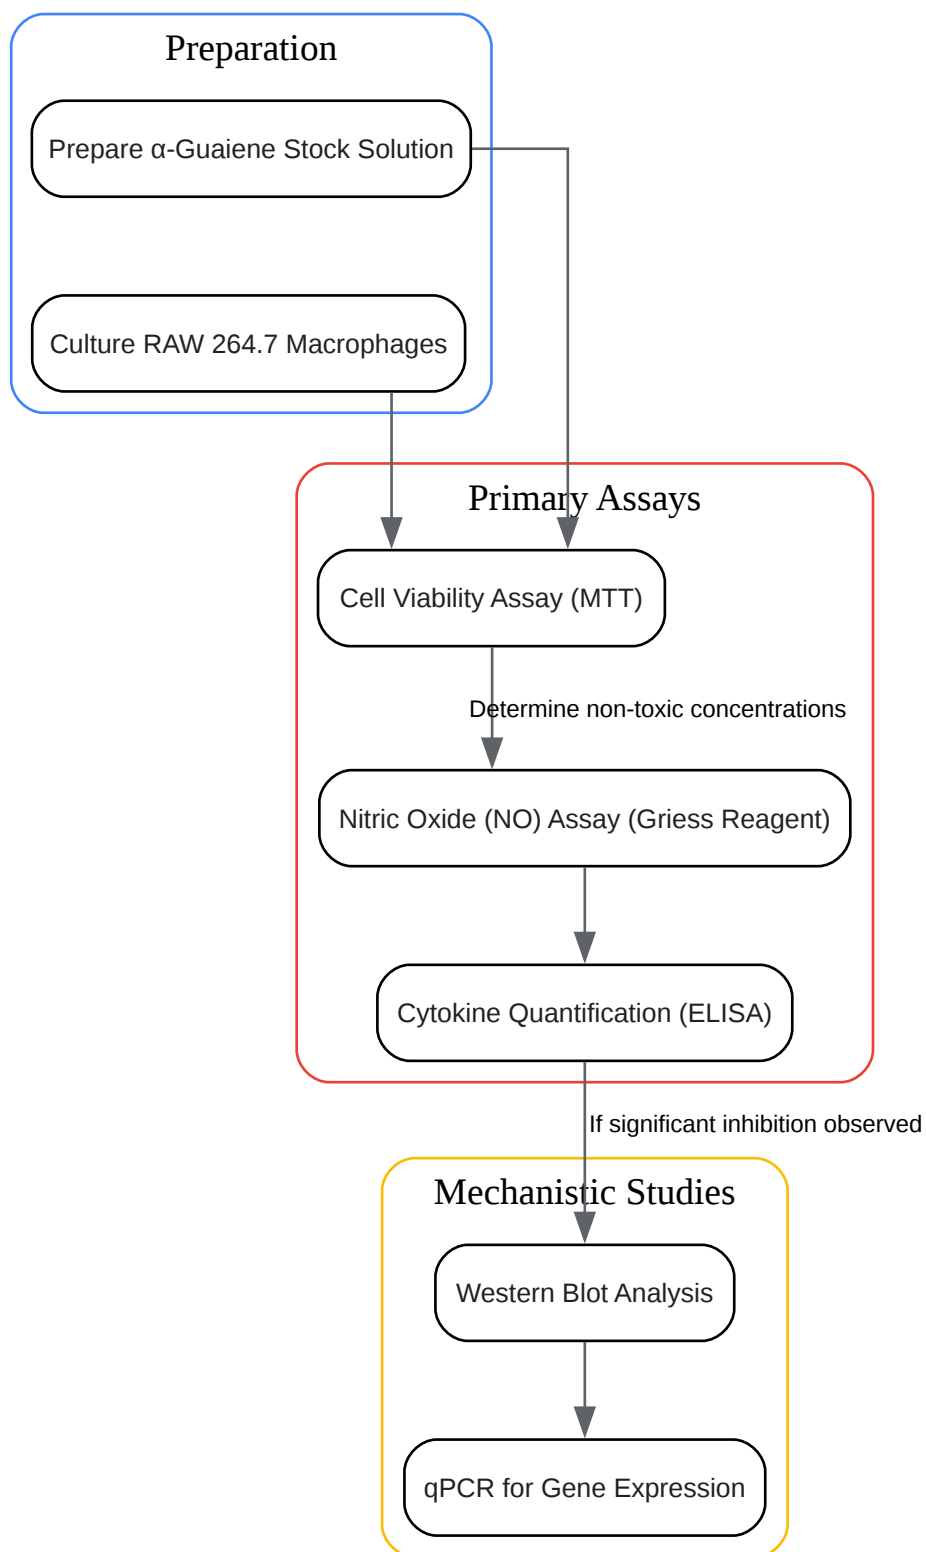 Preparation
Prepare α-Guaiene Stock Solution
Culture RAW 264.7 Macrophages
Primary Assays
Cell Viability Assay (MTT)
Determine non-toxic concentrations
Nitric Oxide (NO) Assay (Griess Reagent)
Cytokine Quantification (ELISA)
If significant inhibition observed
Mechanistic Studies
Western Blot Analysis
qPCR for Gene Expression